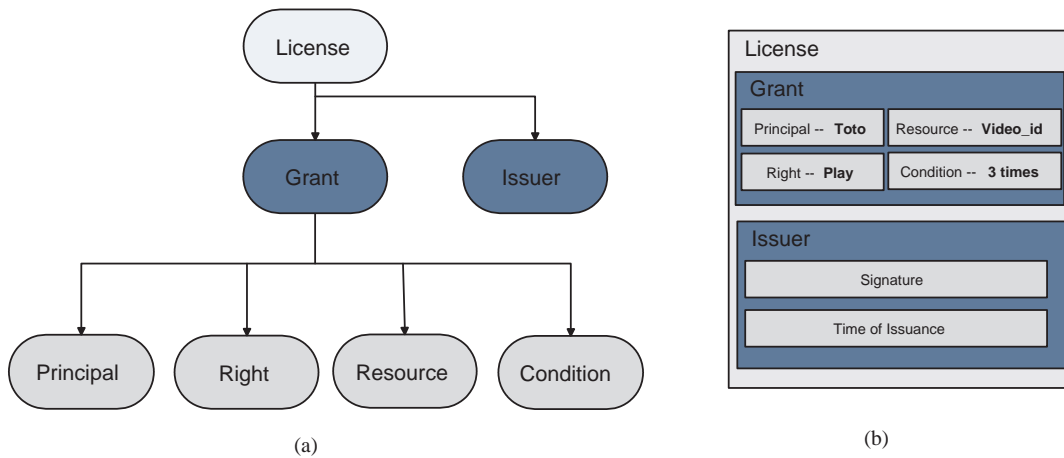 License
Grant
Issuer
Principal
Right
Resource
Condition
(a)
License
Grant
Principal -- Toto
Resource -- Video_id
Right -- Play
Condition -- 3 times
Issuer
Signature
Time of Issuance
(b)